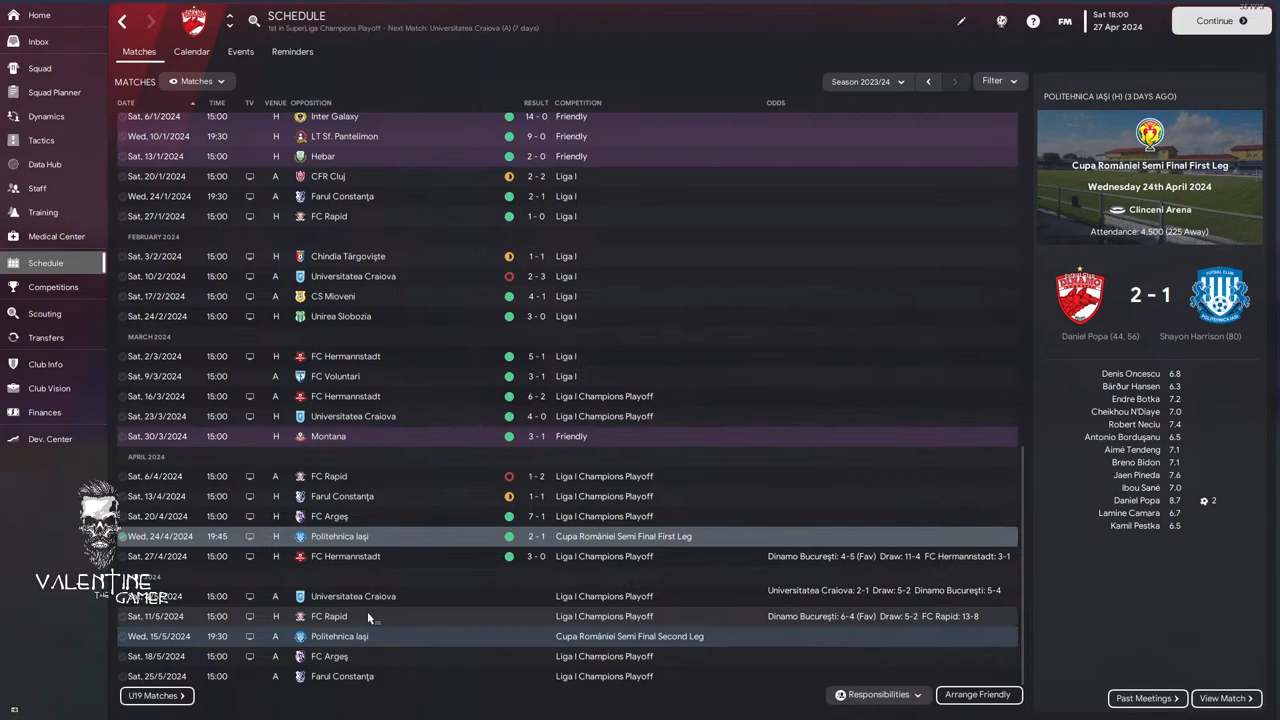 35 FPS
Home
SCHEDULE
1st in SuperLiga Champions Playoff - Next Match: Universitatea Craiova (A) (7 days)
FM
Sat 18:00
27 Apr 2024
Continue
Inbox
Squad
Squad Planner
Dynamics
Tactics
Data Hub
Staff
Training
Medical Center
Schedule
Competitions
Scouting
Transfers
Club Info
Club Vision
Finances
Dev. Center
Matches Calendar Events Reminders
MATCHES Matches Season 2023/24 Filter
DATE TIME TV VENUE OPPOSITION RESULT COMPETITION ODDS
Sat, 6/1/2024 15:00 H Inter Galaxy 14 - 0 Friendly
Wed, 10/1/2024 19:30 H LT Sf. Pantelimon 9 - 0 Friendly
Sat, 13/1/2024 15:00 H Hebar 2 - 0 Friendly
Sat, 20/1/2024 15:00 A CFR Cluj 2 - 2 Liga I
Wed, 24/1/2024 19:30 A Farul Constanţa 2 - 1 Liga I
Sat, 27/1/2024 15:00 H FC Rapid 1 - 0 Liga I
FEBRUARY 2024
Sat, 3/2/2024 15:00 H Chindia Târgovişte 1 - 1 Liga I
Sat, 10/2/2024 15:00 A Universitatea Craiova 2 - 3 Liga I
Sat, 17/2/2024 15:00 A CS Mioveni 4 - 1 Liga I
Sat, 24/2/2024 15:00 H Unirea Slobozia 3 - 0 Liga I
MARCH 2024
Sat, 2/3/2024 15:00 H FC Hermannstadt 5 - 1 Liga I
Sat, 9/3/2024 15:00 A FC Voluntari 3 - 1 Liga I
Sat, 16/3/2024 15:00 A FC Hermannstadt 6 - 2 Liga I Champions Playoff
Sat, 23/3/2024 15:00 H Universitatea Craiova 4 - 0 Liga I Champions Playoff
Sat, 30/3/2024 15:00 H Montana 3 - 1 Friendly
APRIL 2024
Sat, 6/4/2024 15:00 A FC Rapid 1 - 2 Liga I Champions Playoff
Sat, 13/4/2024 15:00 H Farul Constanţa 1 - 1 Liga I Champions Playoff
Sat, 20/4/2024 15:00 H FC Argeş 7 - 1 Liga I Champions Playoff
Wed, 24/4/2024 19:45 H Politehnica Iaşi 2 - 1 Cupa României Semi Final First Leg
Sat, 27/4/2024 15:00 H FC Hermannstadt 3 - 0 Liga I Champions Playoff Dinamo Bucureşti: 4-5 (Fav) Draw: 11-4 FC Hermannstadt: 3-1
2024
15:00 A Universitatea Craiova Liga I Champions Playoff Universitatea Craiova: 2-1 Draw: 5-2 Dinamo Bucureşti: 5-4
Sat, 11/5/2024 15:00 H FC Rapid Liga I Champions Playoff Dinamo Bucureşti: 6-4 (Fav) Draw: 5-2 FC Rapid: 13-8
Wed, 15/5/2024 19:30 A Politehnica Iaşi Cupa României Semi Final Second Leg
Sat, 18/5/2024 15:00 A FC Argeş Liga I Champions Playoff
Sat, 25/5/2024 15:00 A Farul Constanţa Liga I Champions Playoff
U19 Matches Responsibilities Arrange Friendly
VALENTINE
THE GAMER
POLITEHNICA IAŞI (H) (3 DAYS AGO)
Cupa României Semi Final First Leg
Wednesday 24th April 2024
Clinceni Arena
Attendance: 4,500 (225 Away)
DINAMO
FOTBAL CLUB
POLITEHNICA IAŞI
2 - 1
Daniel Popa (44, 56) Shayon Harrison (80)
Denis Oncescu 6.8
Bárður Hansen 6.3
Endre Botka 7.2
Cheikhou N'Diaye 7.0
Robert Neciu 7.4
Antonio Borduşanu 6.5
Aimé Tendeng 7.1
Breno Bidon 7.1
Jaen Pineda 7.6
Ibou Sané 7.0
Daniel Popa 8.7 2
Lamine Camara 6.7
Kamil Pestka 6.5
Past Meetings View Match